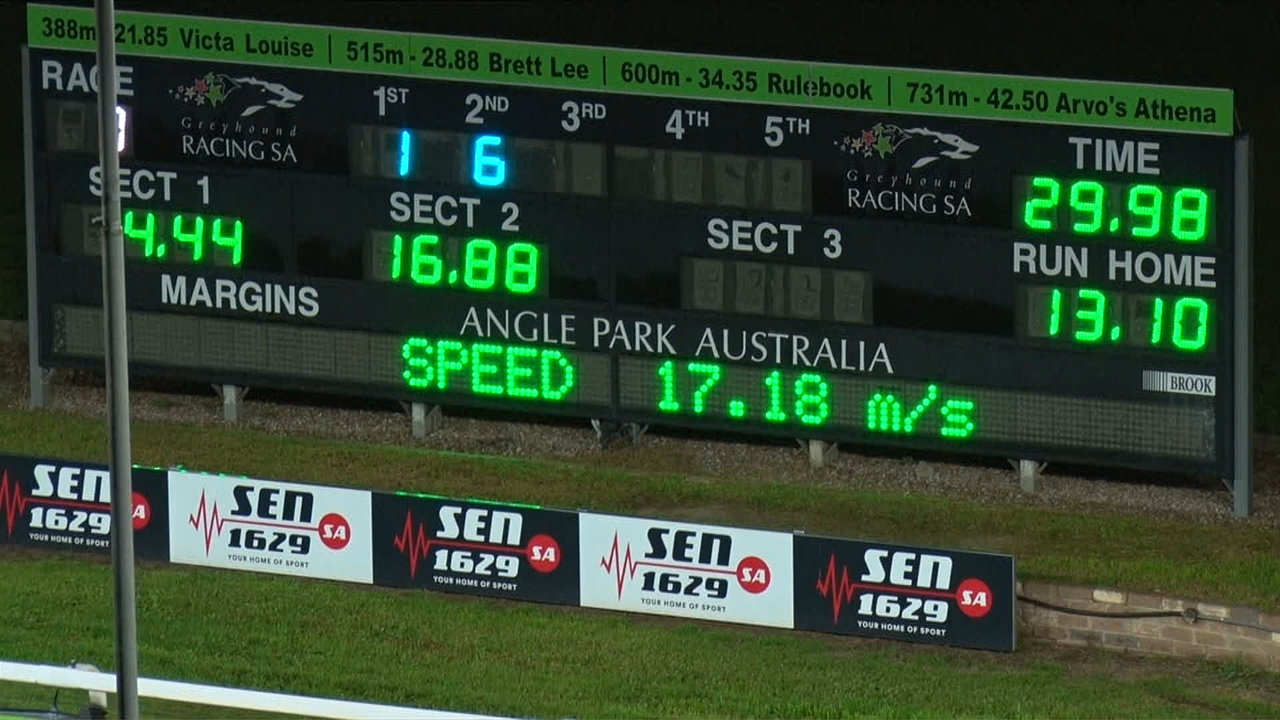 388m 21.85 Victa Louise | 515m - 28.88 Brett Lee | 600m - 34.35 Rulebook | 731m - 42.50 Arvo's Athena
RACE
Greyhound
RACING SA
1ST 2ND 3RD 4TH 5TH
1 6
Greyhound
RACING SA
TIME
29.98
SECT 1
4.44
SECT 2
16.88
SECT 3
RUN HOME
13.10
MARGINS
ANGLE PARK AUSTRALIA
SPEED 17.18 m/s
BROOK
SEN
1629 SA
YOUR HOME OF SPORT
SEN
1629 SA
YOUR HOME OF SPORT
SEN
1629 SA
YOUR HOME OF SPORT
SEN
1629 SA
YOUR HOME OF SPORT
SEN
1629 SA
YOUR HOME OF SPORT